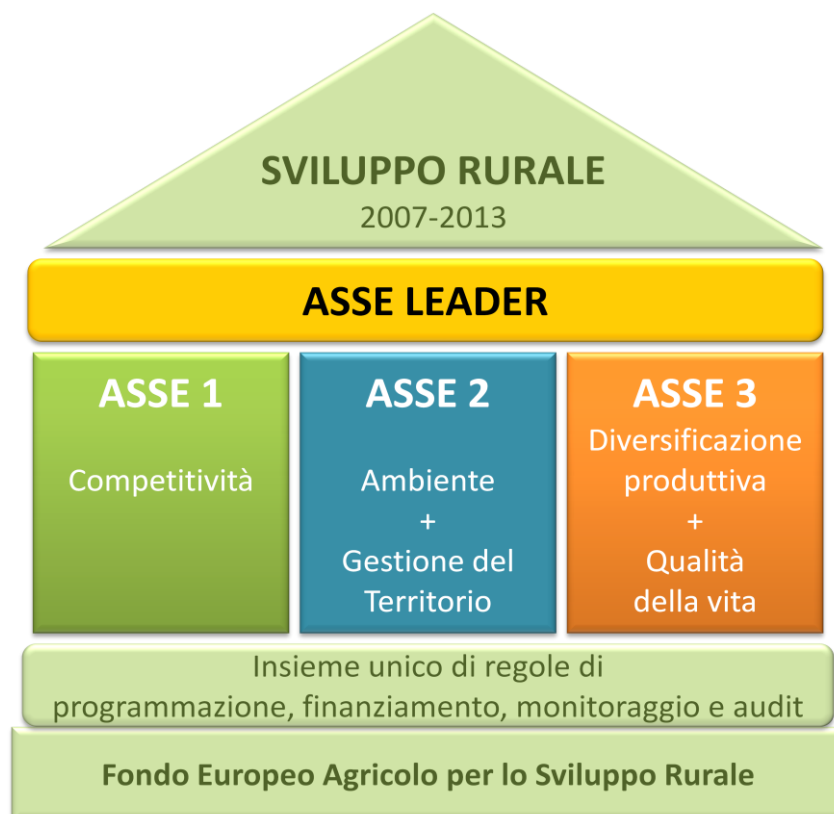 SVILUPPO RURALE
2007-2013
ASSE LEADER
ASSE 1
Competitività
ASSE 2
Ambiente
+
Gestione del
Territorio
ASSE 3
Diversificazione
produttiva
+
Qualità
della vita
Insieme unico di regole di
programmazione, finanziamento, monitoraggio e audit
Fondo Europeo Agricolo per lo Sviluppo Rurale